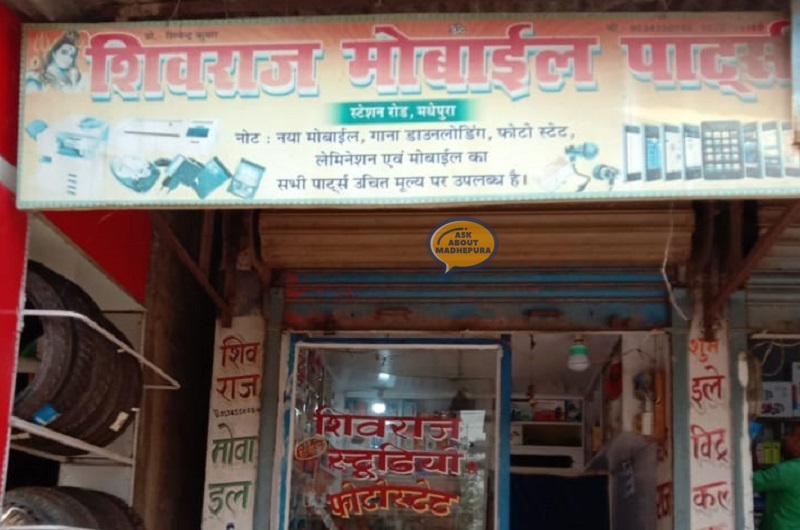 प्रो.- शिवेन्द्र कुमार
शिवराज मोबाईल पार्ट्स
स्टेशन रोड, मधेपुरा
नोट : नया मोबाईल, गाना डाउनलोडिंग, फोटो स्टेट,
लेमिनेशन एवं मोबाईल का
सभी पार्ट्स उचित मूल्य पर उपलब्ध है।
ASK
ABOUT
MADHEPURA
शिव
राज
मोबा
इल
शिवराज
स्टूडियो
फोटोस्टेट
शुभ
इले
क्ट्रि
कल